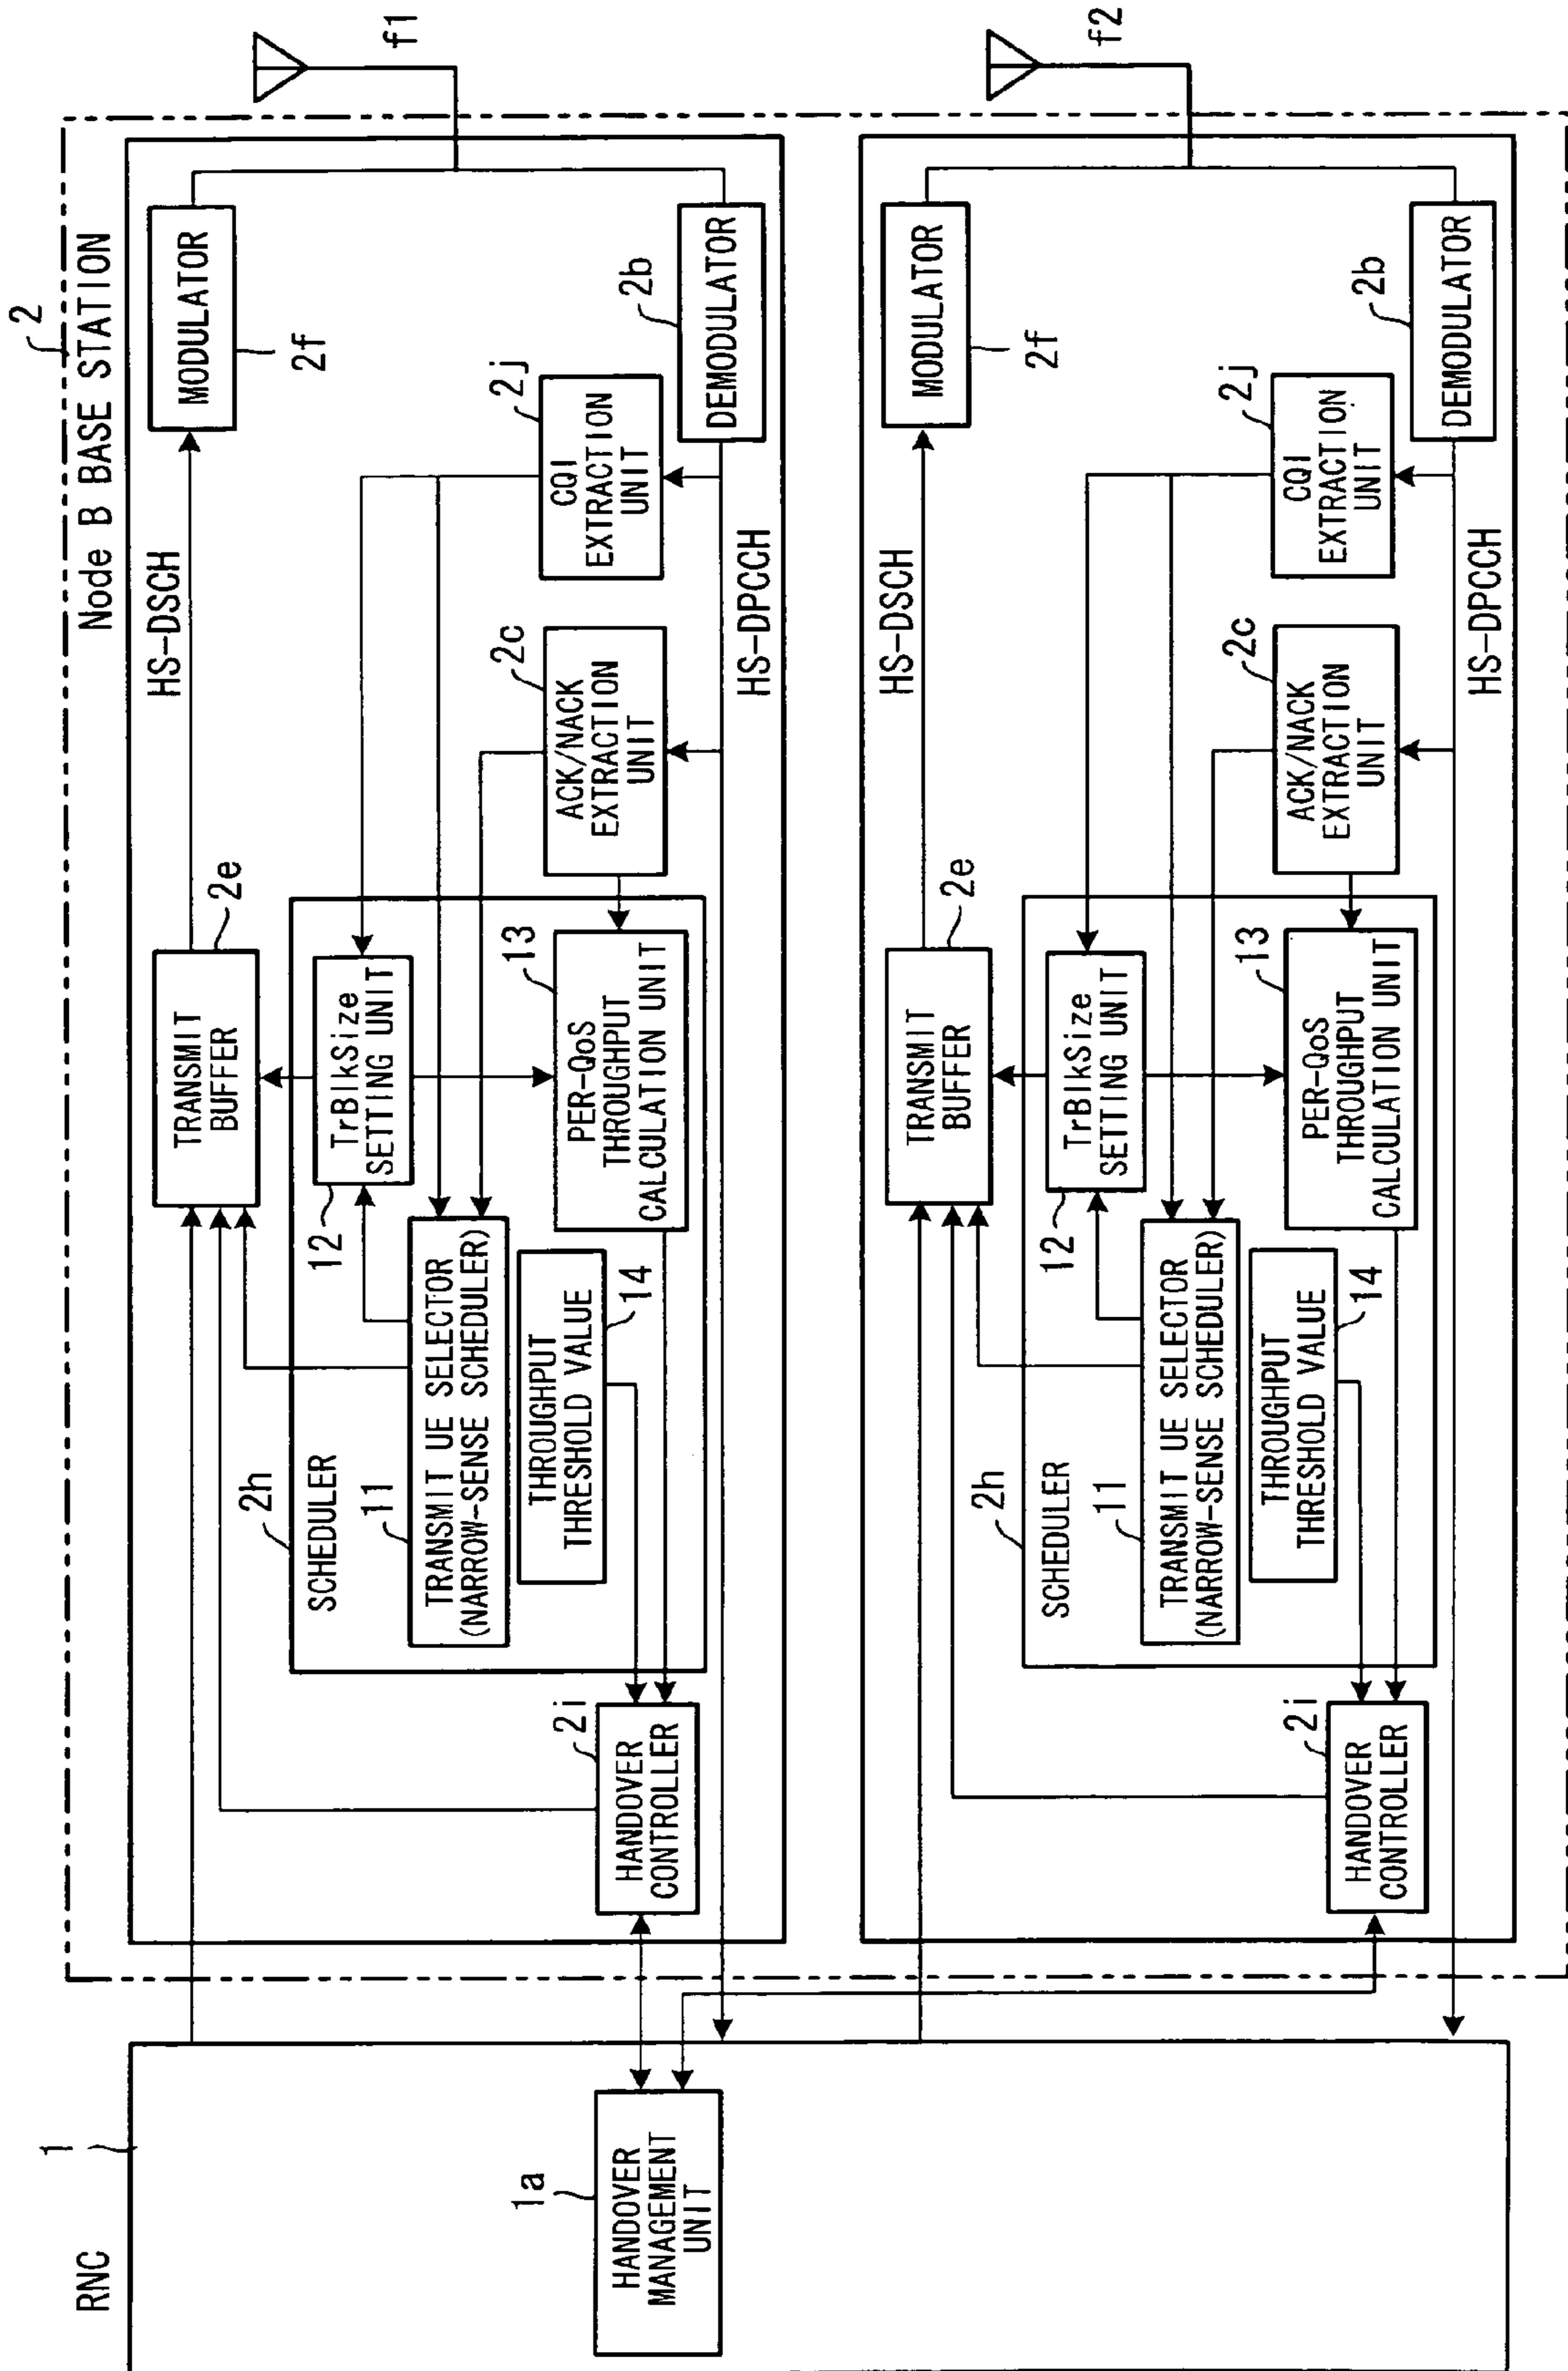 RNC
1
1a
HANDOVER
MANAGEMENT
UNIT
2
Node B BASE STATION
HS-DSCH
TRANSMIT
BUFFER
2e
MODULATOR
2f
f1
2h
SCHEDULER
12
TrBlkSize
SETTING UNIT
11
TRANSMIT UE SELECTOR
(NARROW-SENSE SCHEDULER)
THROUGHPUT
THRESHOLD VALUE
14
13
PER-QoS
THROUGHPUT
CALCULATION UNIT
2c
ACK/NACK
EXTRACTION
UNIT
2j
CQI
EXTRACTION
UNIT
2b
DEMODULATOR
2i
HANDOVER
CONTROLLER
HS-DPCCH
HS-DSCH
TRANSMIT
BUFFER
2e
MODULATOR
2f
f2
2h
SCHEDULER
12
TrBlkSize
SETTING UNIT
11
TRANSMIT UE SELECTOR
(NARROW-SENSE SCHEDULER)
THROUGHPUT
THRESHOLD VALUE
14
13
PER-QoS
THROUGHPUT
CALCULATION UNIT
2c
ACK/NACK
EXTRACTION
UNIT
2j
CQI
EXTRACTION
UNIT
2b
DEMODULATOR
2i
HANDOVER
CONTROLLER
HS-DPCCH